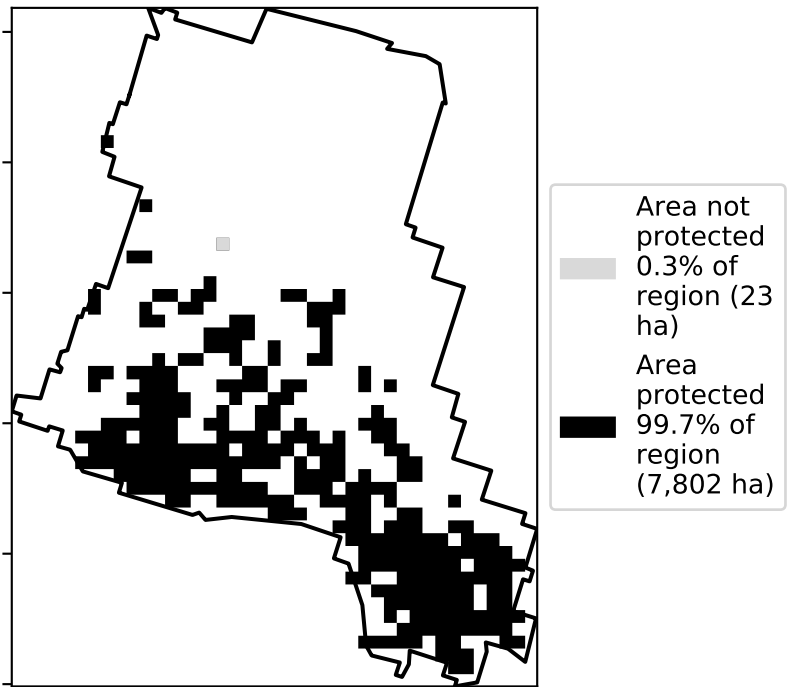 Area not
protected
0.3% of
region (23
ha)
Area
protected
99.7% of
region
(7,802 ha)